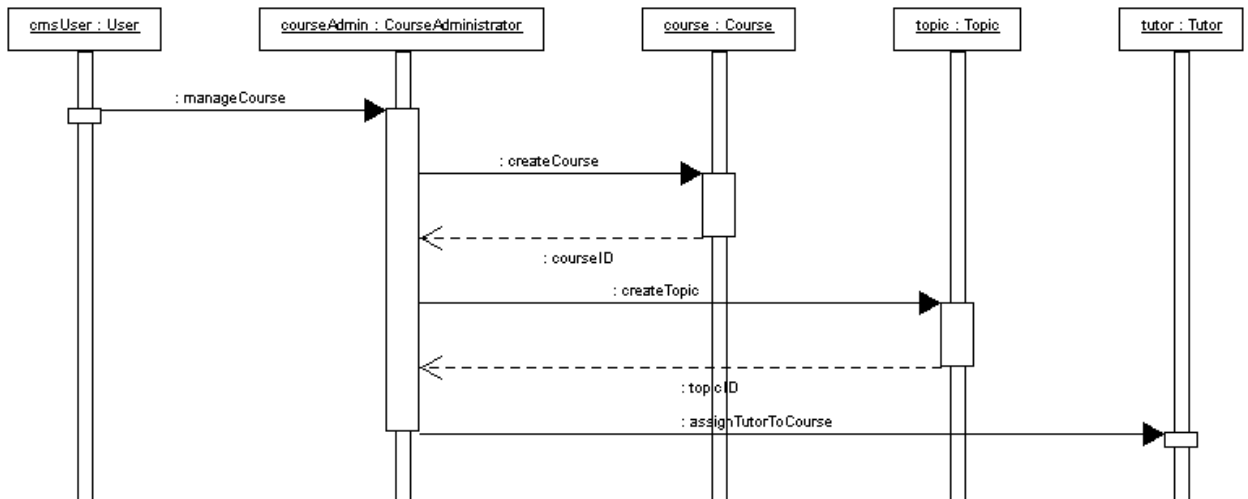 cmsUser : User
courseAdmin : CourseAdministrator
course : Course
topic : Topic
tutor : Tutor
: manageCourse
: createCourse
: courseID
: createTopic
: topicID
: assignTutorToCourse